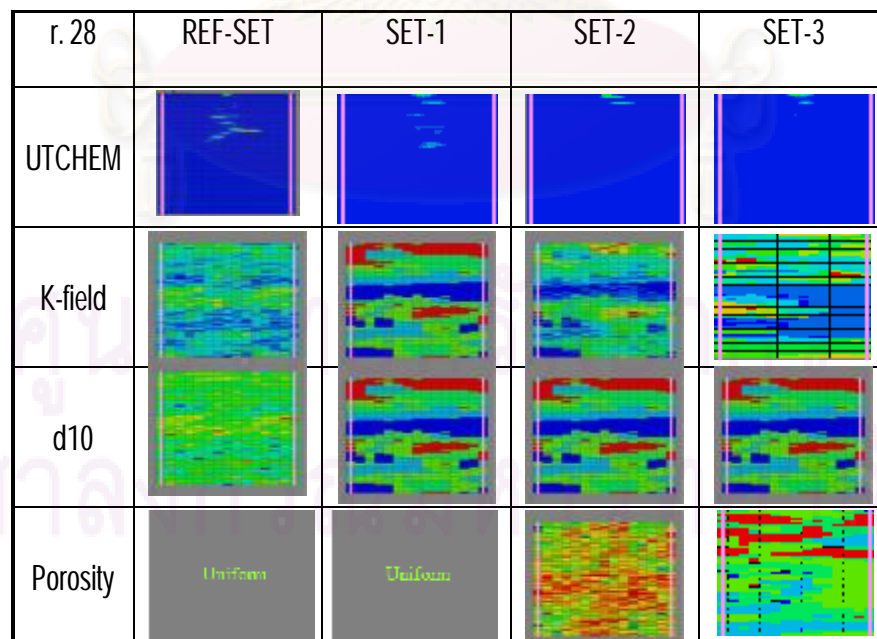 r. 28 REF-SET SET-1 SET-2 SET-3
UTCHEM
K-field
d10
Porosity Uniform Uniform